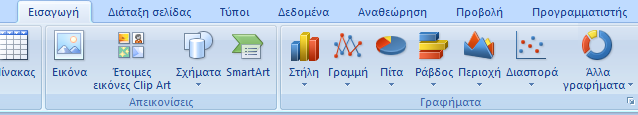 Εισαγωγή Διάταξη σελίδας Τύποι Δεδομένα Αναθεώρηση Προβολή Προγραμματιστής
Εικόνα Έτοιμες Σχήματα SmartArt Στήλη Γραμμή Πίτα Ράβδος Περιοχή Διασπορά Άλλα
εικόνες Clip Art γραφήματα
Απεικονίσεις Γραφήματα